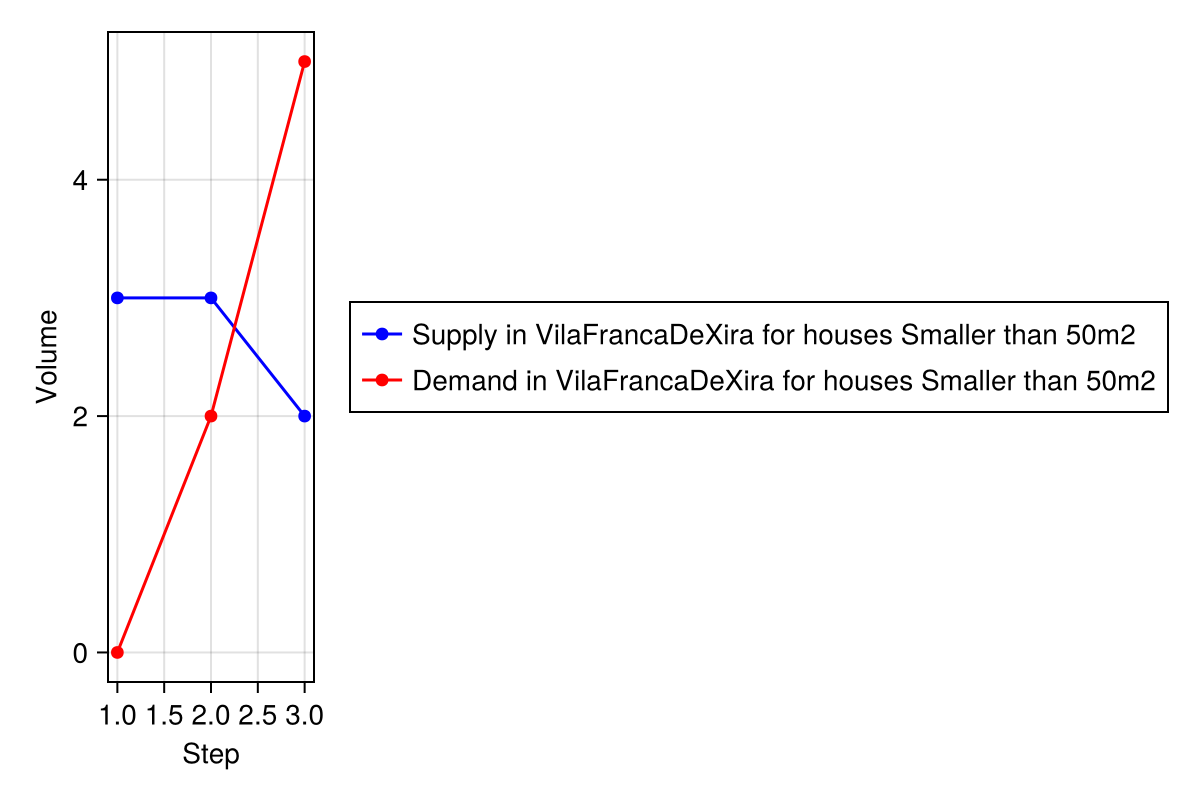 Volume
4
2
0
1.0 1.5 2.0 2.5 3.0
Step
Supply in VilaFrancaDeXira for houses Smaller than 50m2
Demand in VilaFrancaDeXira for houses Smaller than 50m2